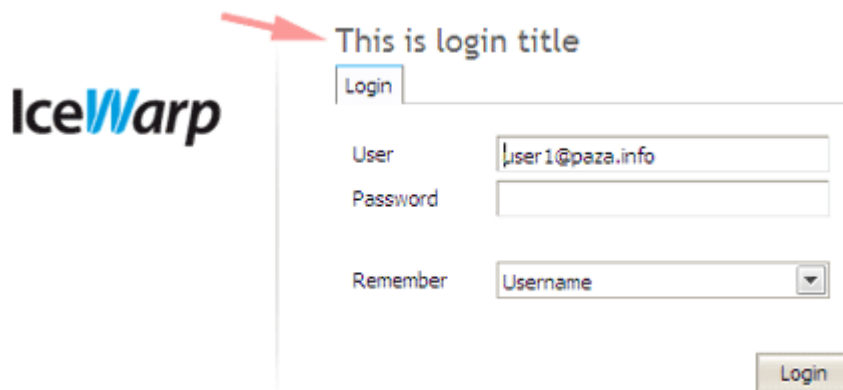 This is login title
Login
IceWarp
User user1@paza.info
Password
Remember Username
Login